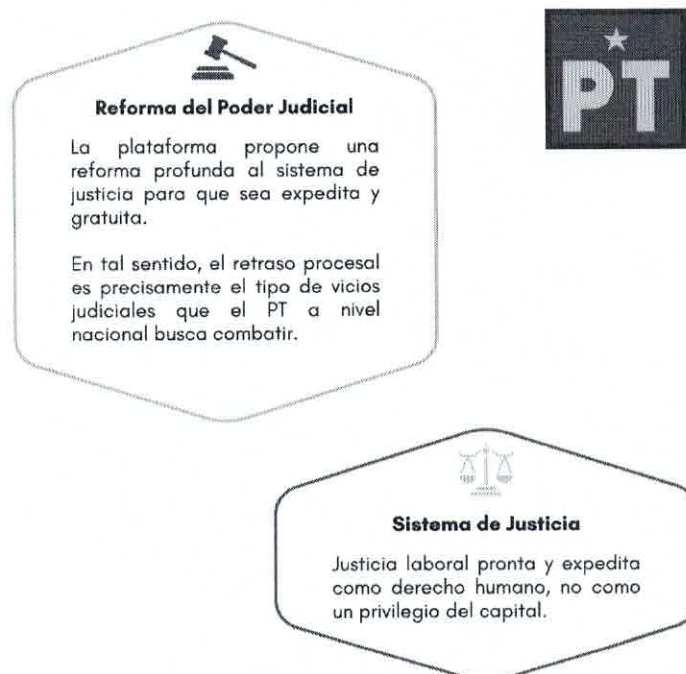 PT
Reforma del Poder Judicial
La plataforma propone una
reforma profunda al sistema de
justicia para que sea expedita y
gratuita.
En tal sentido, el retraso procesal
es precisamente el tipo de vicios
judiciales que el PT a nivel
nacional busca combatir.
Sistema de Justicia
Justicia laboral pronta y expedita
como derecho humano, no como
un privilegio del capital.